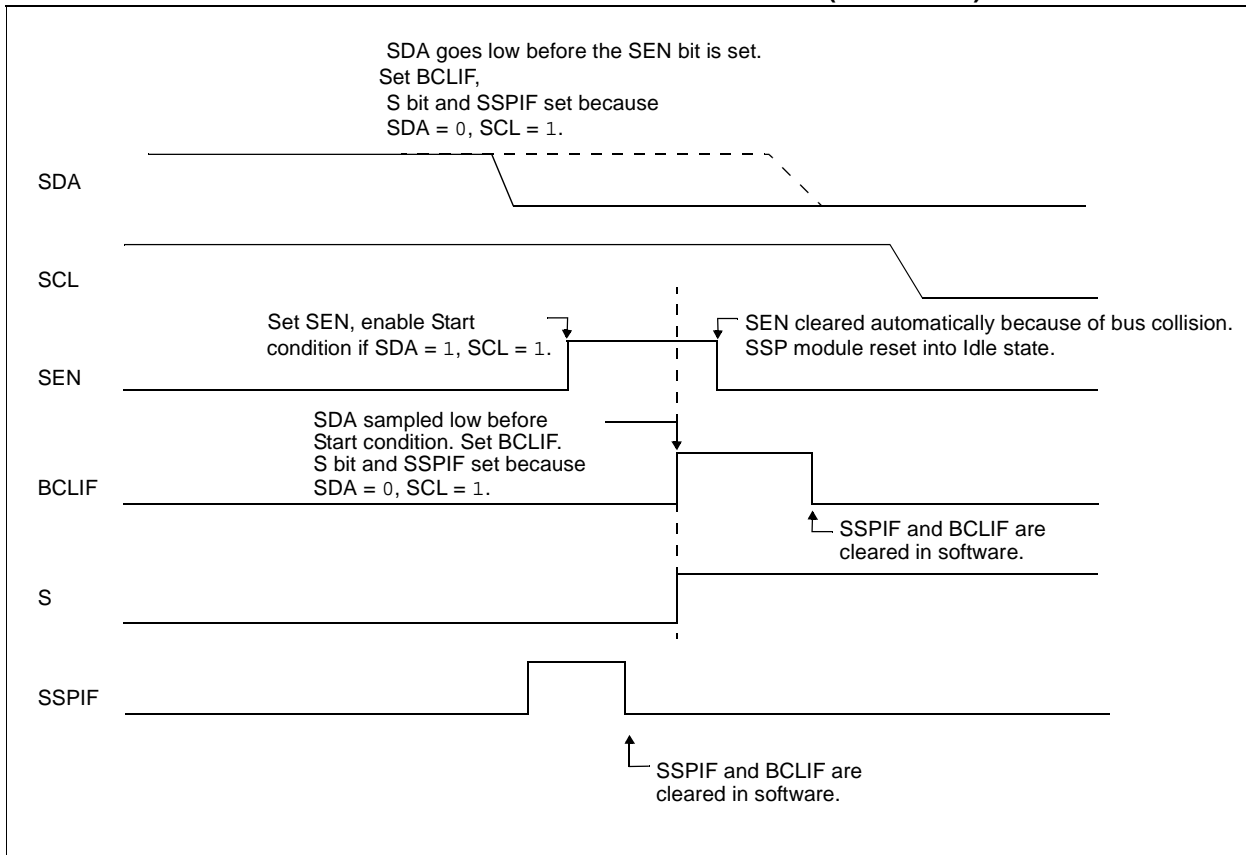 SDA goes low before the SEN bit is set.
Set BCLIF,
S bit and SSPIF set because
SDA = 0, SCL = 1.
SDA
SCL
Set SEN, enable Start
condition if SDA = 1, SCL = 1.
SEN cleared automatically because of bus collision.
SSP module reset into Idle state.
SEN
SDA sampled low before
Start condition. Set BCLIF.
S bit and SSPIF set because
SDA = 0, SCL = 1.
BCLIF
SSPIF and BCLIF are
cleared in software.
S
SSPIF
SSPIF and BCLIF are
cleared in software.